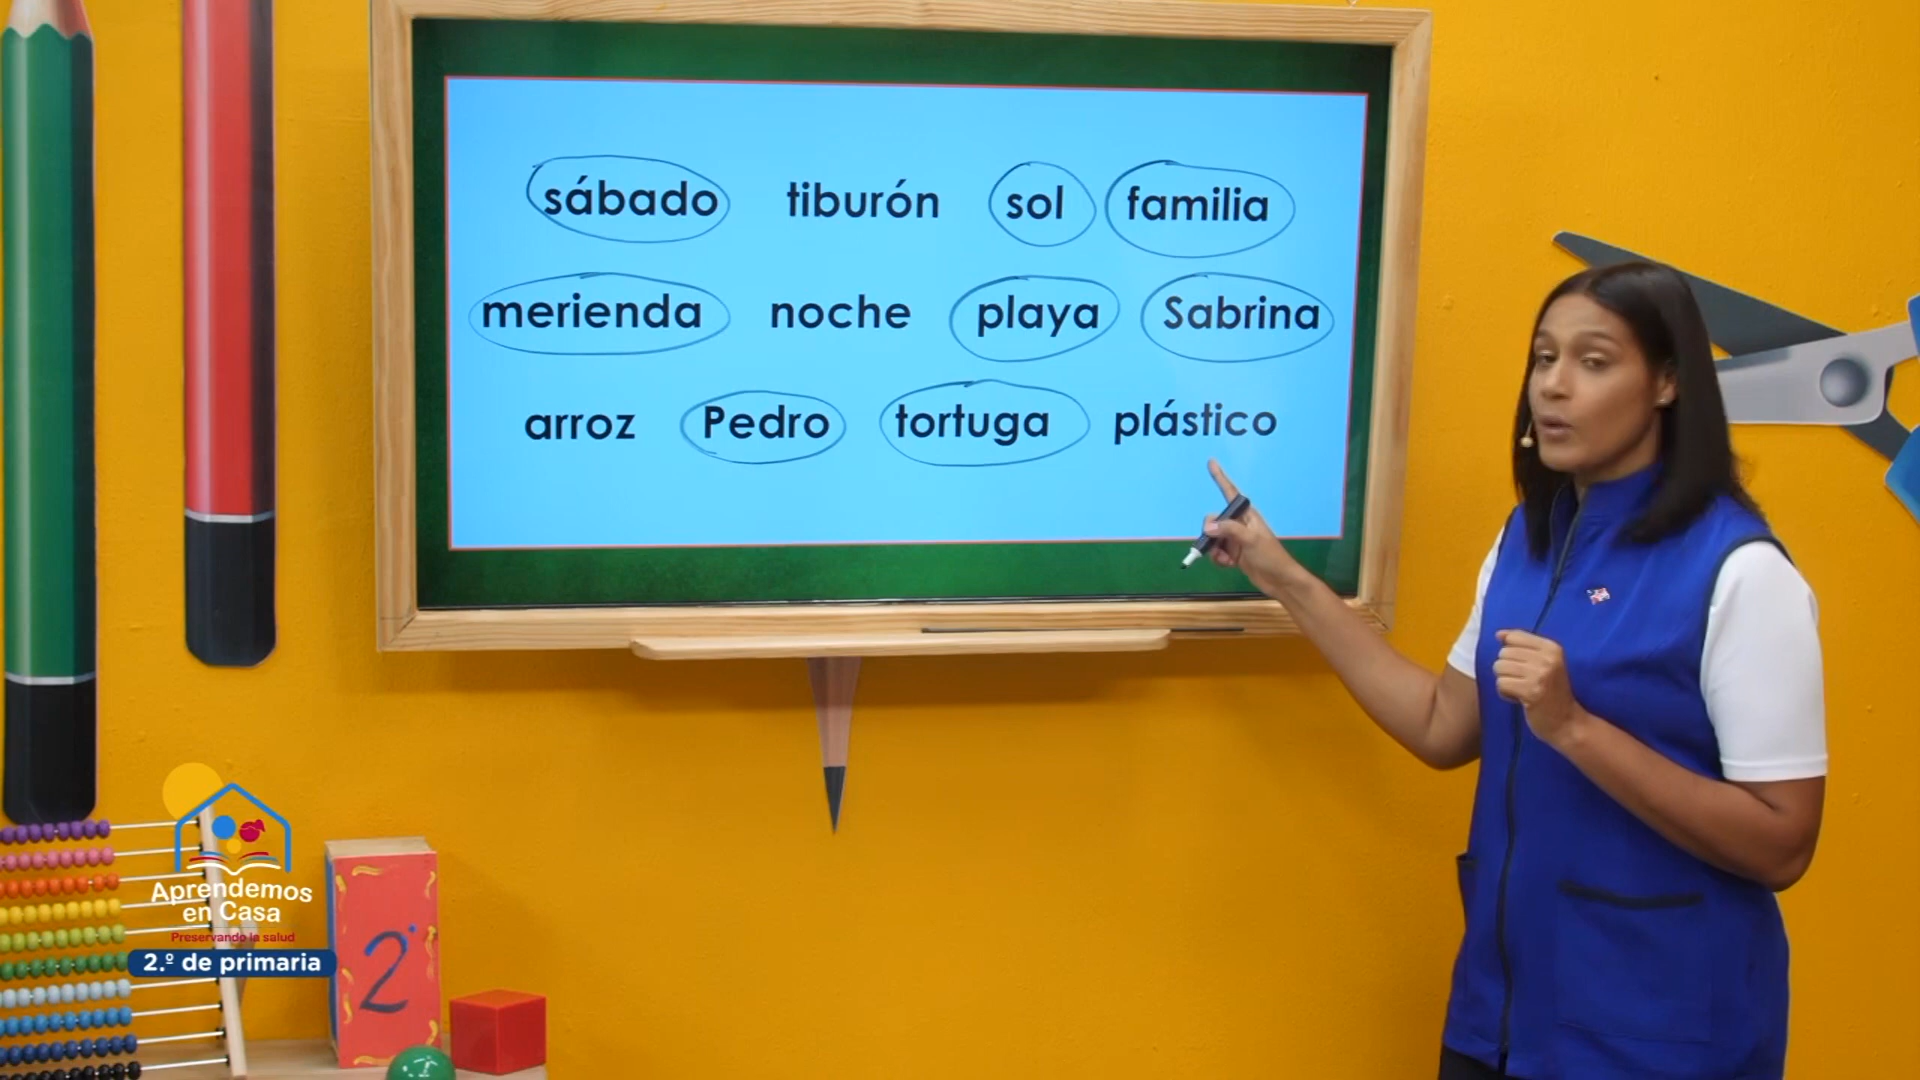 sábado tiburón sol familia
merienda noche playa Sabrina
arroz Pedro tortuga plástico
Aprendemos
en Casa
Preservando la salud
2.º de primaria
2